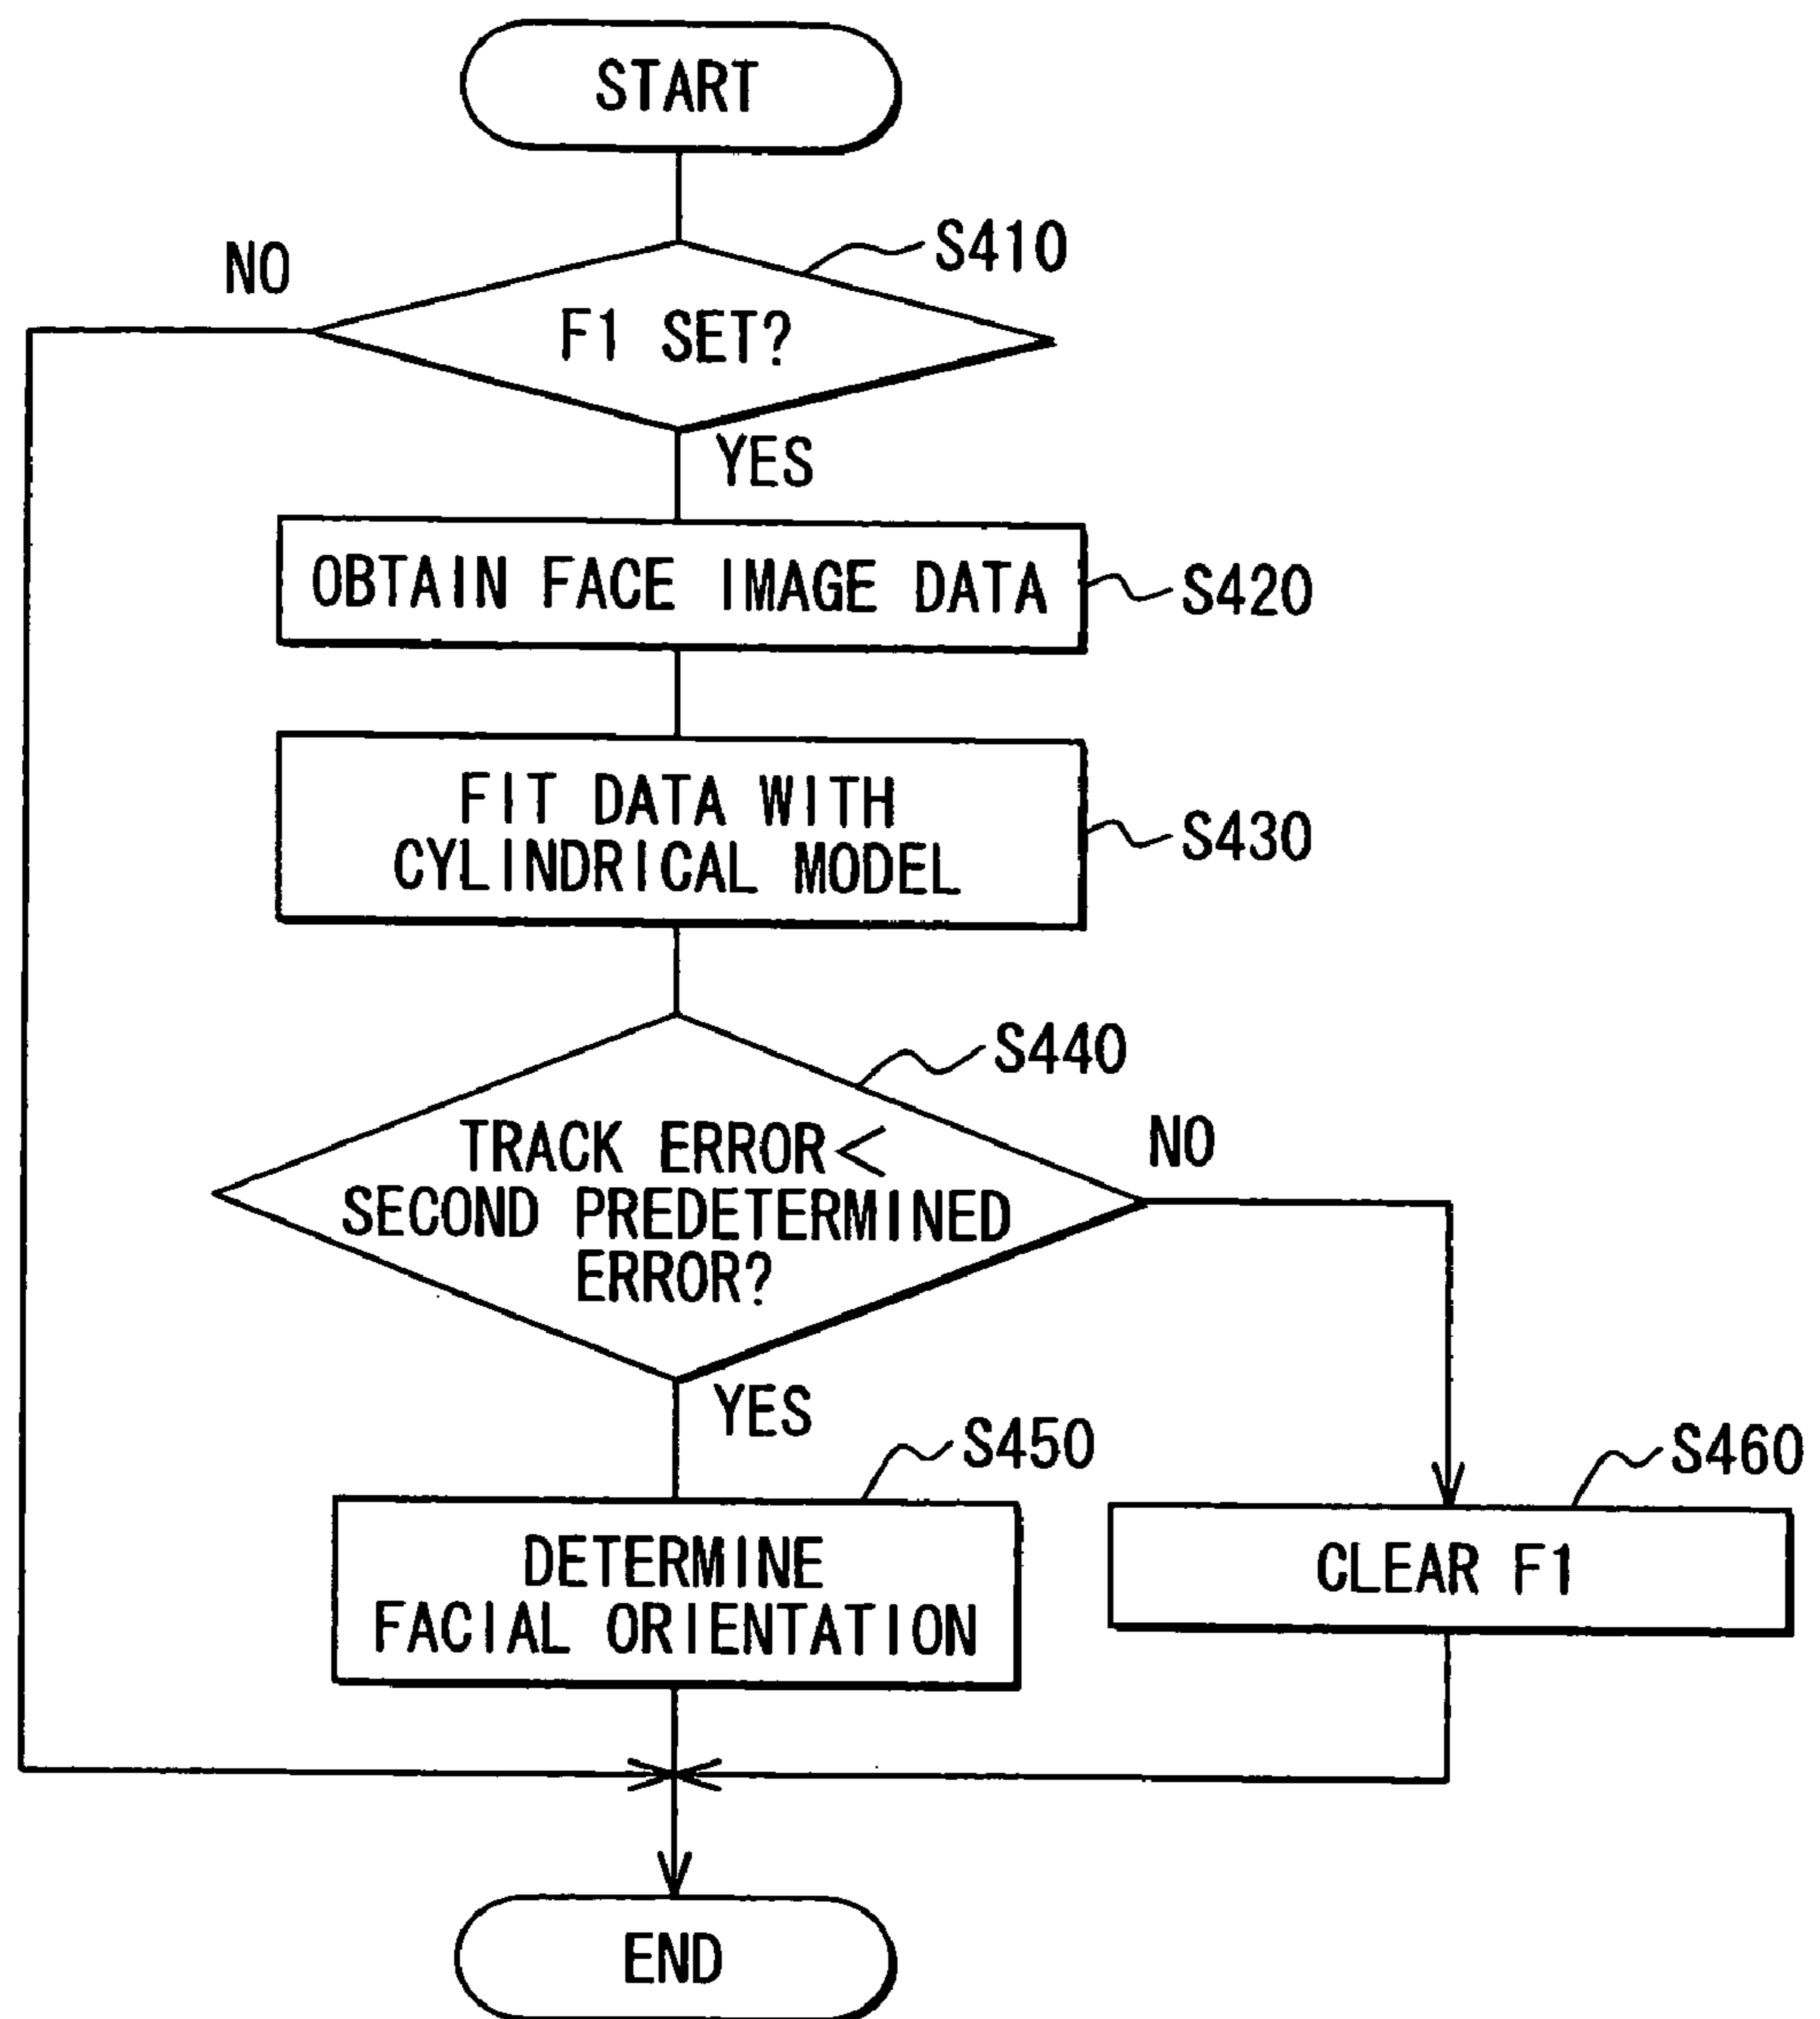 START
S410
NO
F1 SET?
YES
OBTAIN FACE IMAGE DATA
S420
FIT DATA WITH
CYLINDRICAL MODEL
S430
S440
TRACK ERROR<
SECOND PREDETERMINED
ERROR?
NO
YES
S450
S460
DETERMINE
FACIAL ORIENTATION
CLEAR F1
END